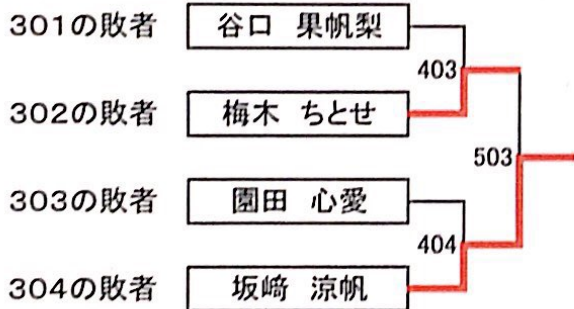 301の敗者 谷口 果帆梨
403
302の敗者 梅木 ちとせ
503
303の敗者 園田 心愛
404
304の敗者 坂﨑 涼帆